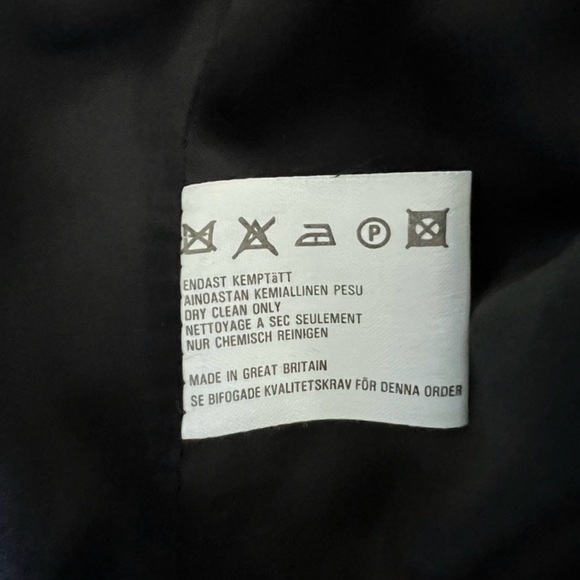 P
ENDAST KEMPTäTT
AINOASTAN KEMIALLINEN PESU
DRY CLEAN ONLY
NETTOYAGE A SEC SEULEMENT
NUR CHEMISCH REINIGEN
MADE IN GREAT BRITAIN
SE BIFOGADE KVALITETSKRAV FÖR DENNA ORDER